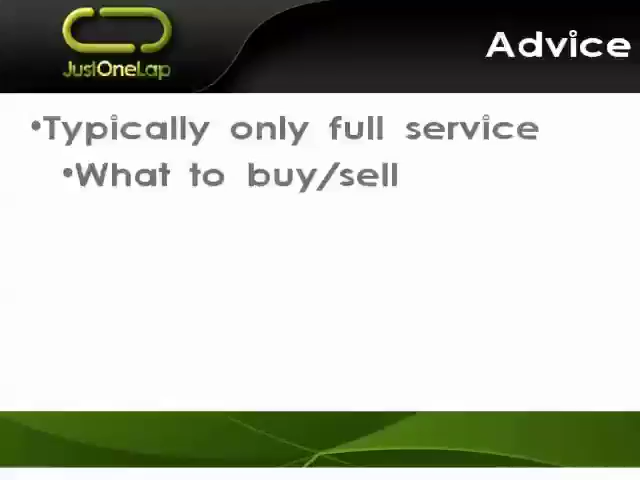 JustOneLap
Advice
•Typically only full service
•What to buy/sell